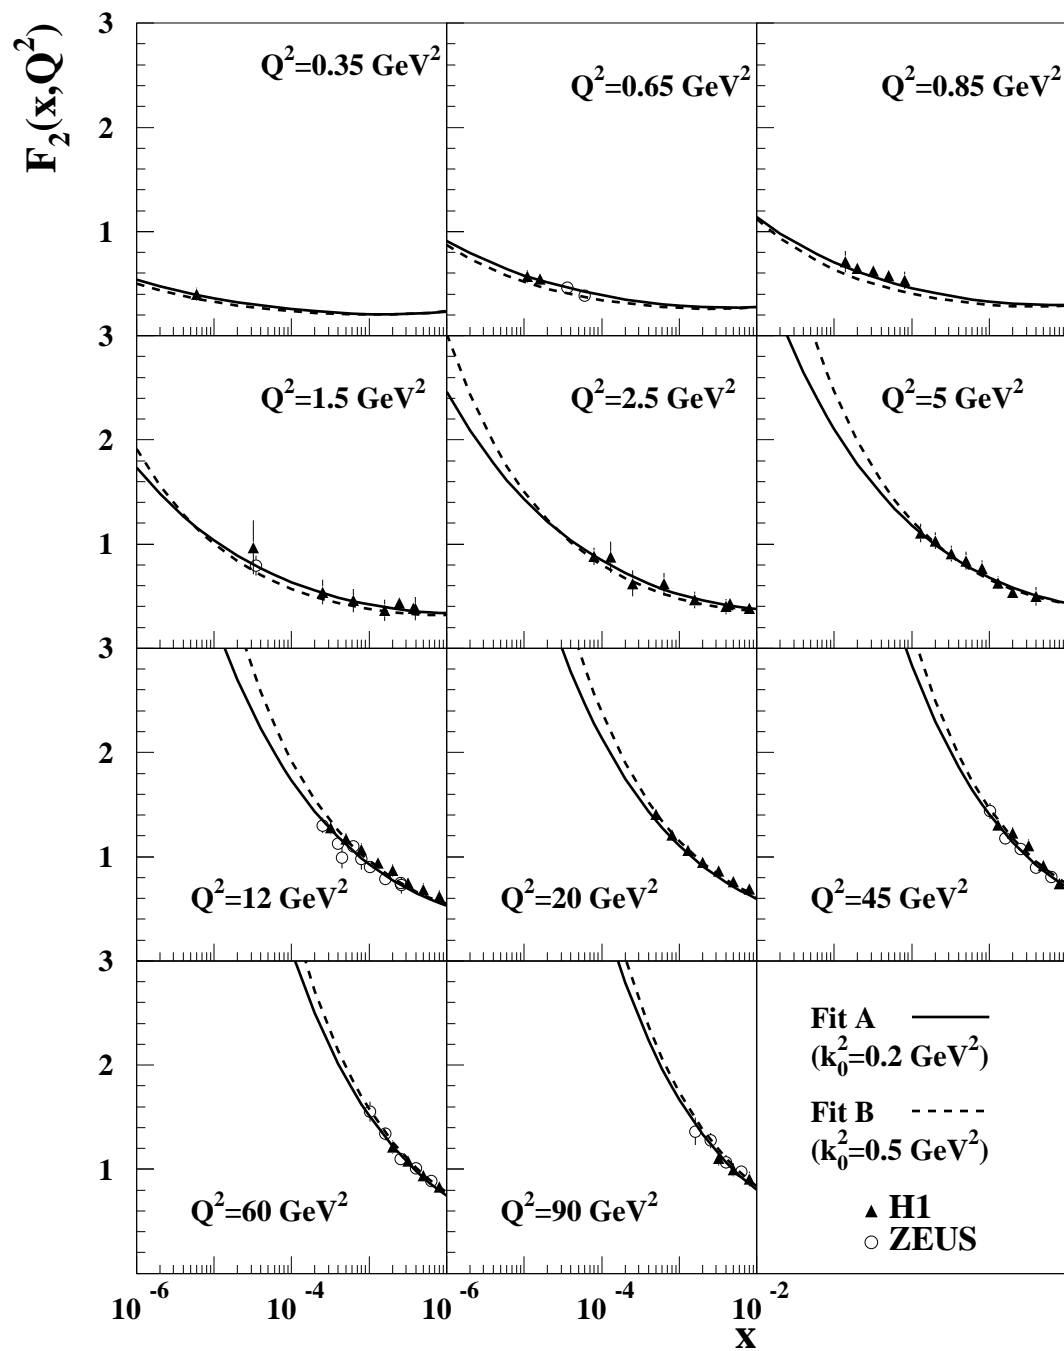 F₂(x,Q²)
3
Q²=0.35 GeV²
Q²=0.65 GeV²
Q²=0.85 GeV²
2
1
3
Q²=1.5 GeV²
Q²=2.5 GeV²
Q²=5 GeV²
2
1
3
2
1
Q²=12 GeV²
Q²=20 GeV²
Q²=45 GeV²
3
Fit A
(k₀²=0.2 GeV²)
2
Fit B
(k₀²=0.5 GeV²)
1
Q²=60 GeV²
Q²=90 GeV²
H1
ZEUS
10⁻⁶ 10⁻⁴ 10⁻⁶ 10⁻⁴ 10⁻²
x